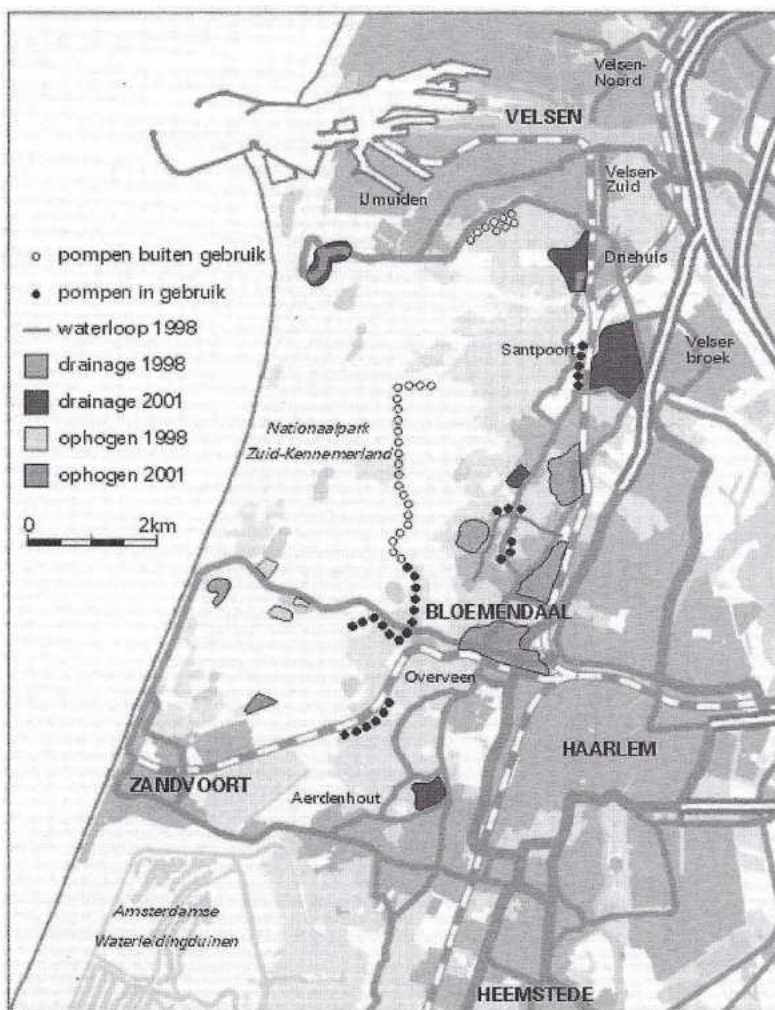 Velsen-
Noord
VELSEN
Velsen-
Zuid
IJmuiden
pompen buiten gebruik
Driehuis
pompen in gebruik
waterloop 1998
Santpoort
Velser-
broek
drainage 1998
drainage 2001
Nationaalpark
Zuid-Kennemerland
ophogen 1998
ophogen 2001
0 2km
BLOEMENDAAL
Overveen
HAARLEM
ZANDVOORT
Aerdenhout
Amsterdamse
Waterleidingduinen
HEEMSTEDE